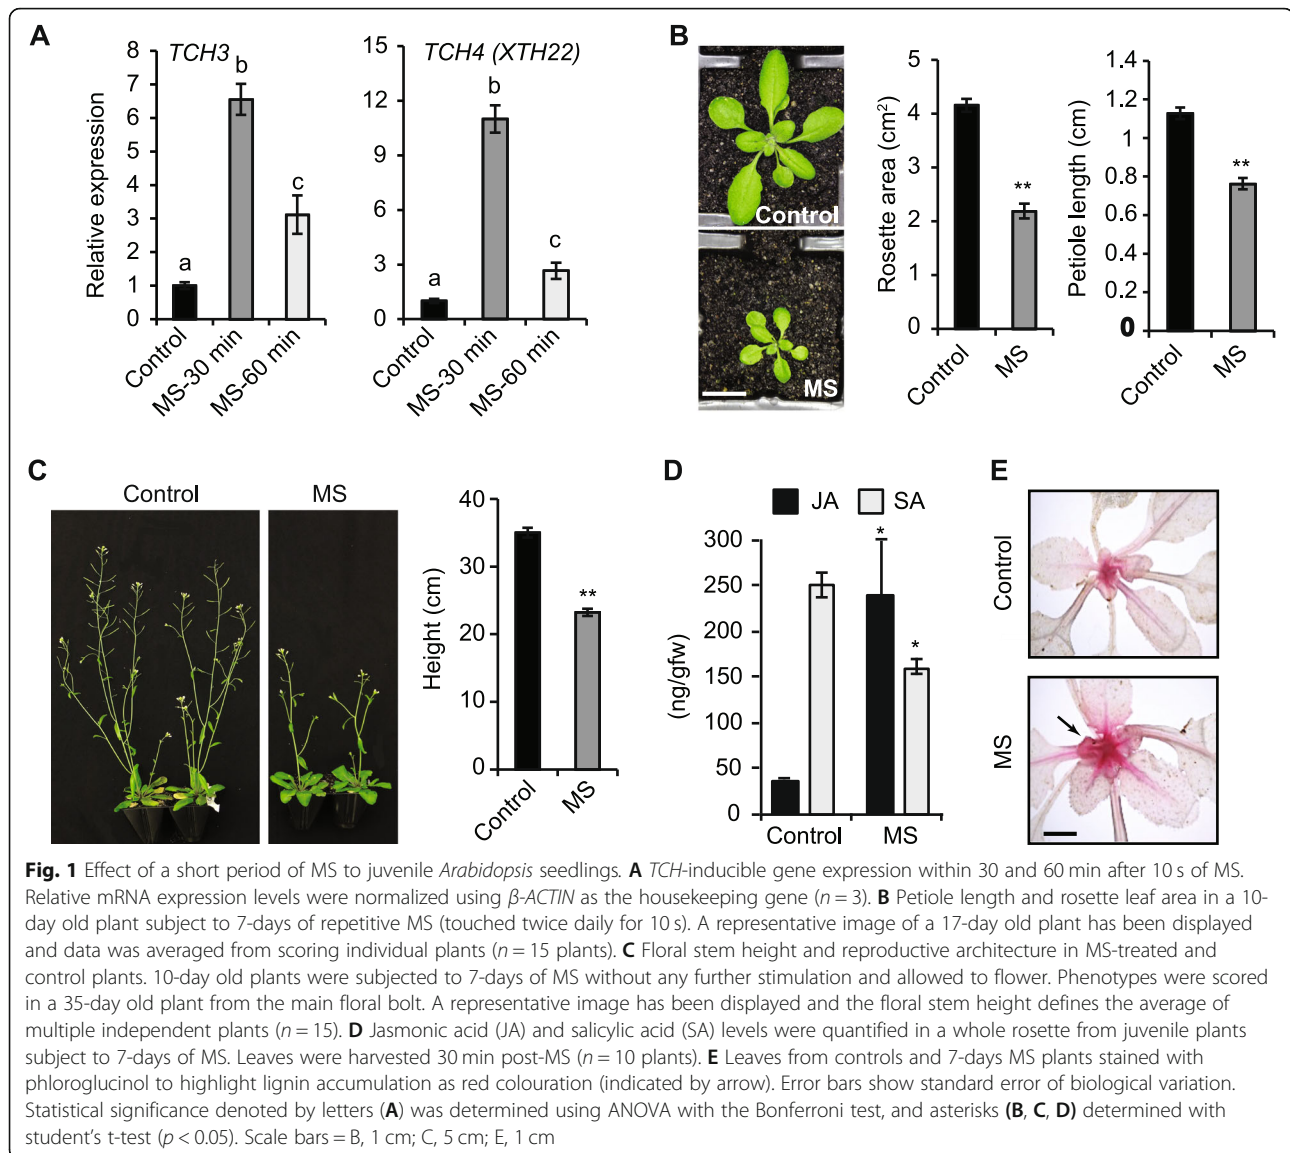 A
TCH3
TCH4 (XTH22)
Relative expression
8
7
6
5
4
3
2
1
0
a
b
c
Control
MS-30 min
MS-60 min
15
12
9
6
3
0
a
b
c
Control
MS-30 min
MS-60 min
B
Control
MS
Rosette area (cm²)
5
4
3
2
1
0
**
Control
MS
Petiole length (cm)
1.4
1.2
1
0.8
0.6
0.4
0.2
0
**
Control
MS
C
Control
MS
Height (cm)
40
30
20
10
0
**
Control
MS
D
JA
SA
(ng/gfw)
300
250
200
150
100
50
0
*
*
Control
MS
E
Control
MS
Fig. 1 Effect of a short period of MS to juvenile Arabidopsis seedlings. A TCH-inducible gene expression within 30 and 60 min after 10 s of MS.
Relative mRNA expression levels were normalized using β-ACTIN as the housekeeping gene (n = 3). B Petiole length and rosette leaf area in a 10-
day old plant subject to 7-days of repetitive MS (touched twice daily for 10 s). A representative image of a 17-day old plant has been displayed
and data was averaged from scoring individual plants (n = 15 plants). C Floral stem height and reproductive architecture in MS-treated and
control plants. 10-day old plants were subjected to 7-days of MS without any further stimulation and allowed to flower. Phenotypes were scored
in a 35-day old plant from the main floral bolt. A representative image has been displayed and the floral stem height defines the average of
multiple independent plants (n = 15). D Jasmonic acid (JA) and salicylic acid (SA) levels were quantified in a whole rosette from juvenile plants
subject to 7-days of MS. Leaves were harvested 30 min post-MS (n = 10 plants). E Leaves from controls and 7-days MS plants stained with
phloroglucinol to highlight lignin accumulation as red colouration (indicated by arrow). Error bars show standard error of biological variation.
Statistical significance denoted by letters (A) was determined using ANOVA with the Bonferroni test, and asterisks (B, C, D) determined with
student's t-test (p < 0.05). Scale bars = B, 1 cm; C, 5 cm; E, 1 cm